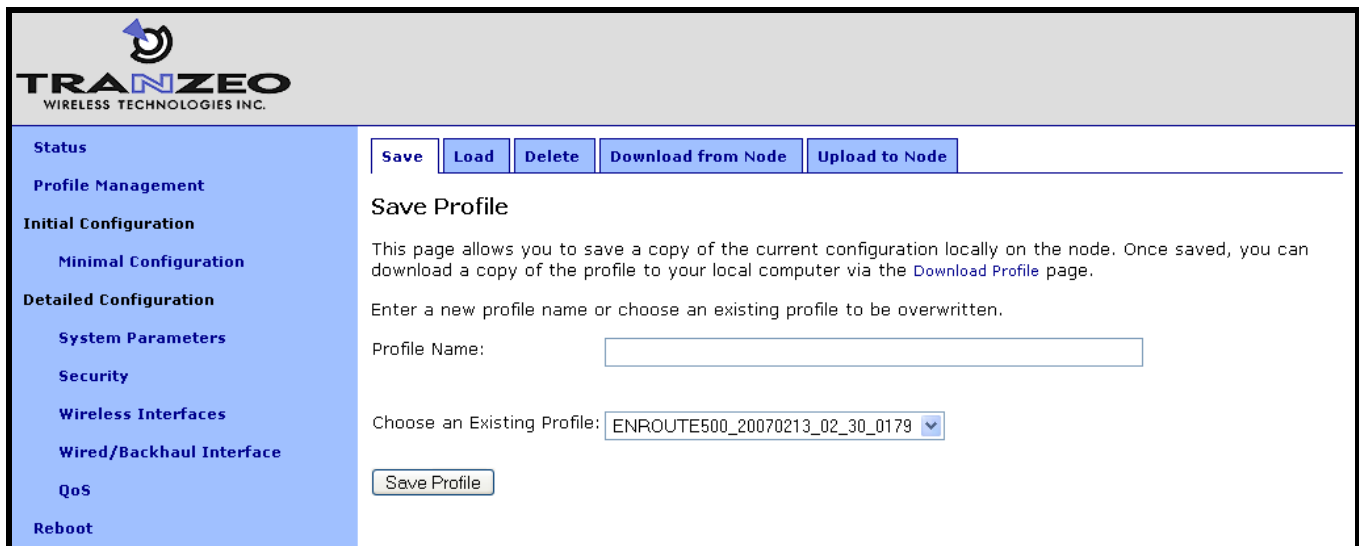 TRANZEO
WIRELESS TECHNOLOGIES INC.
Status
Profile Management
Initial Configuration
Minimal Configuration
Detailed Configuration
System Parameters
Security
Wireless Interfaces
Wired/Backhaul Interface
QoS
Reboot
Save
Load
Delete
Download from Node
Upload to Node
Save Profile
This page allows you to save a copy of the current configuration locally on the node. Once saved, you can
download a copy of the profile to your local computer via the Download Profile page.
Enter a new profile name or choose an existing profile to be overwritten.
Profile Name:
Choose an Existing Profile: ENROUTE500_20070213_02_30_0179
Save Profile